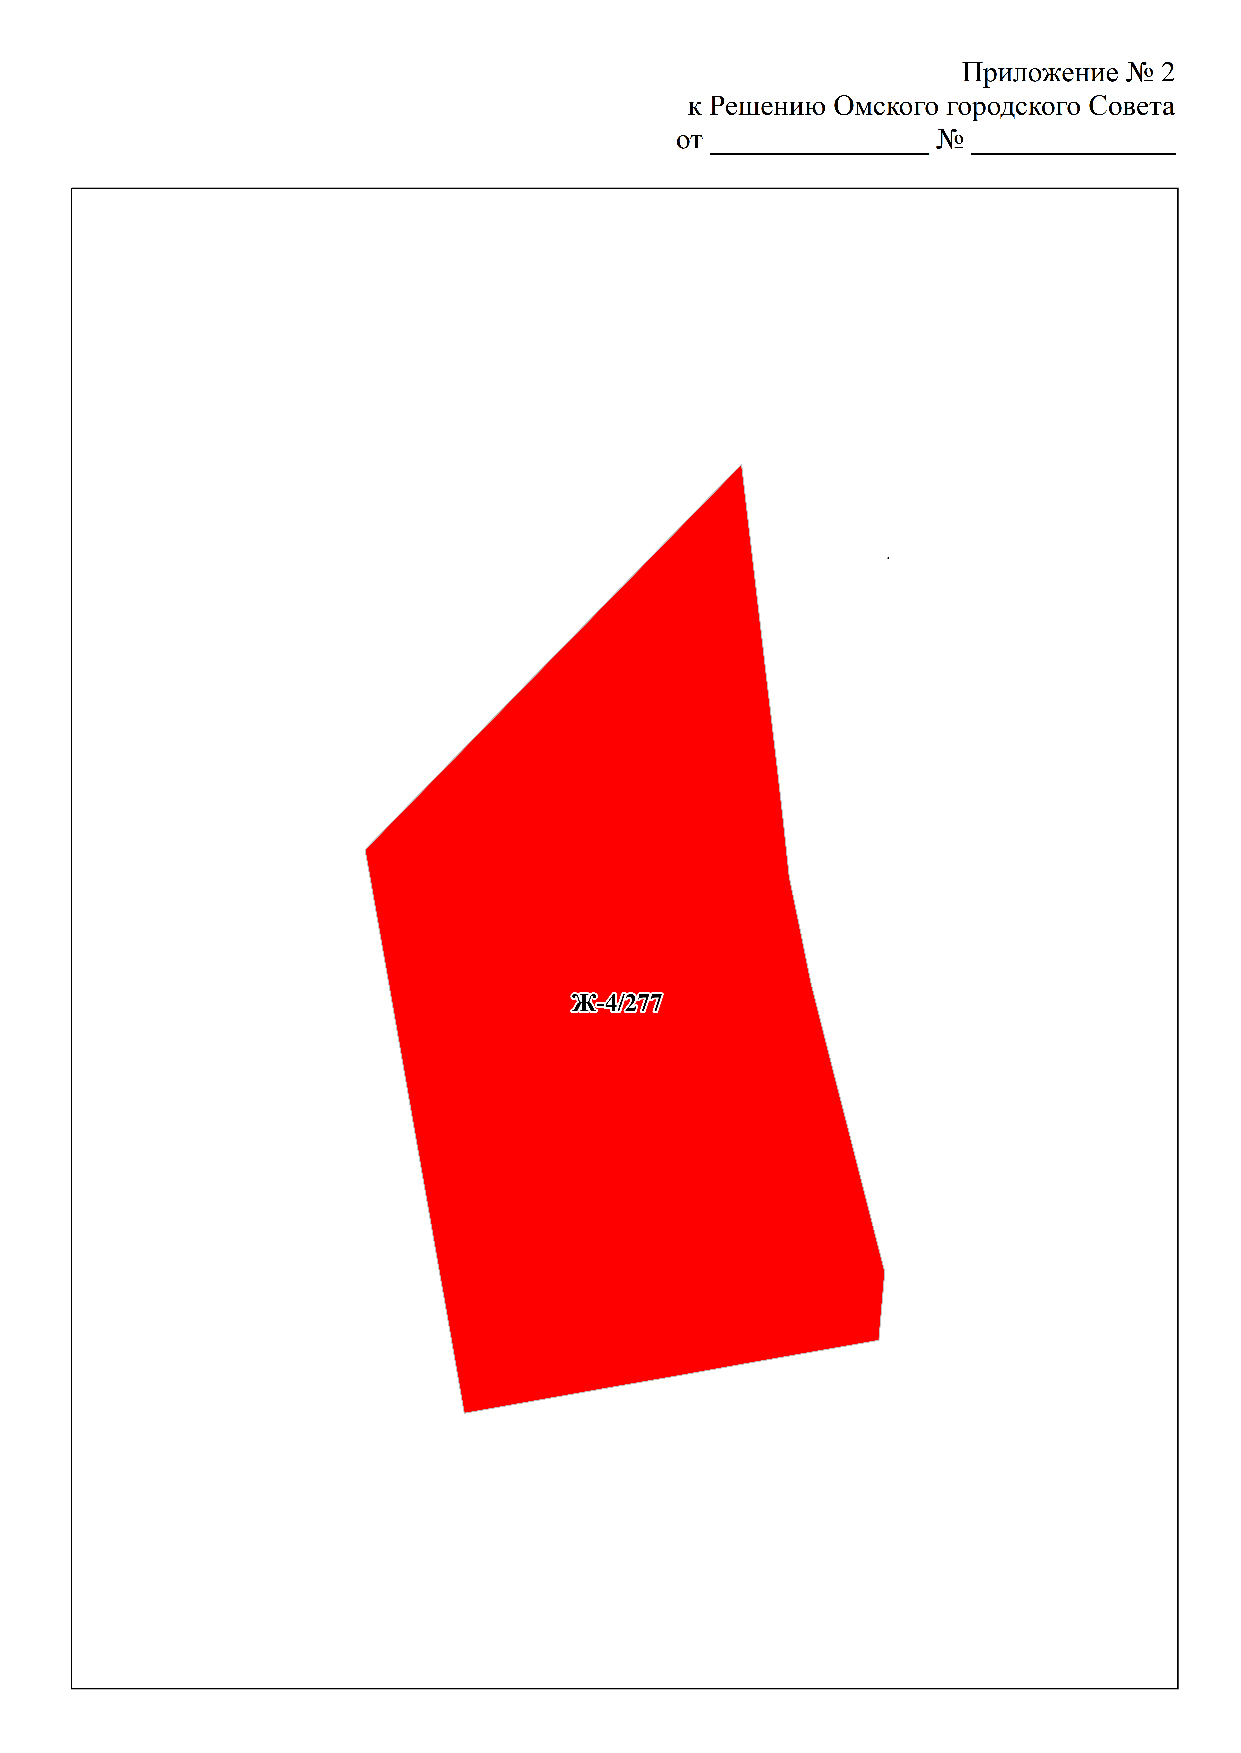 Приложение № 2
к Решению Омского городского Совета
от ________________ № _______________
Ж-4/277